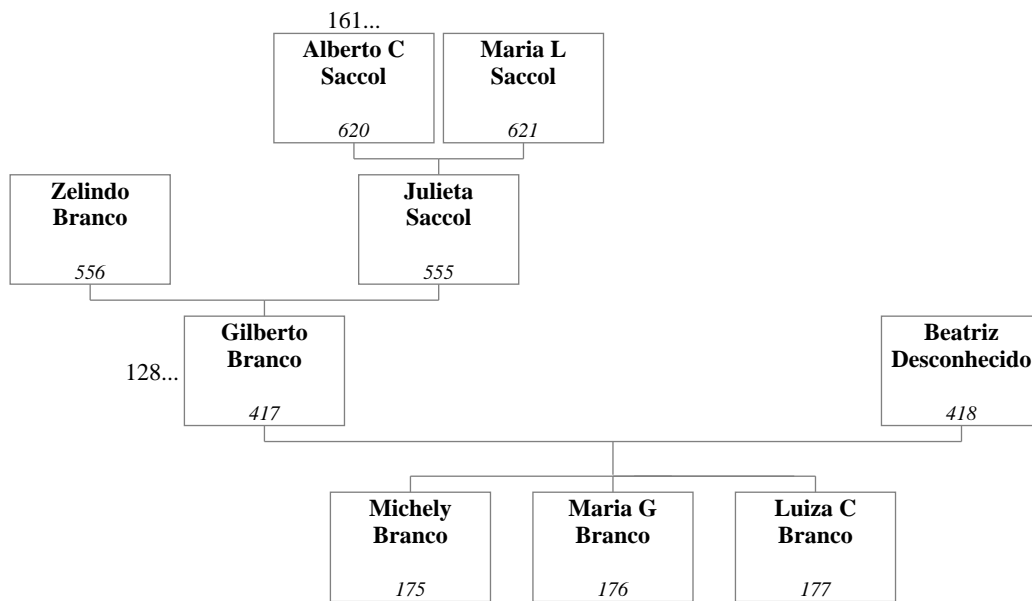 161...
Alberto C
Saccol
620
Maria L
Saccol
621
Zelindo
Branco
556
Julieta
Saccol
555
128...
Gilberto
Branco
417
Beatriz
Desconhecido
418
Michely
Branco
175
Maria G
Branco
176
Luiza C
Branco
177